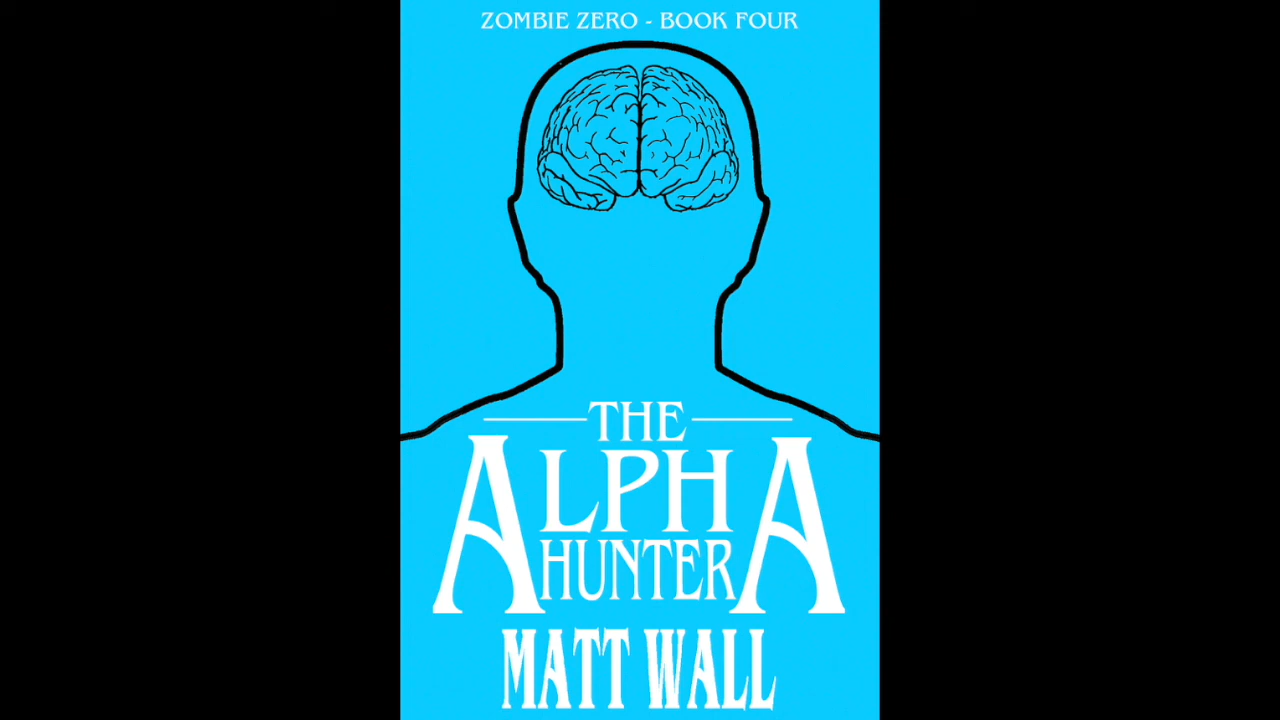 ZOMBIE ZERO - BOOK FOUR
THE
ALPHA
HUNTER
MATT WALL